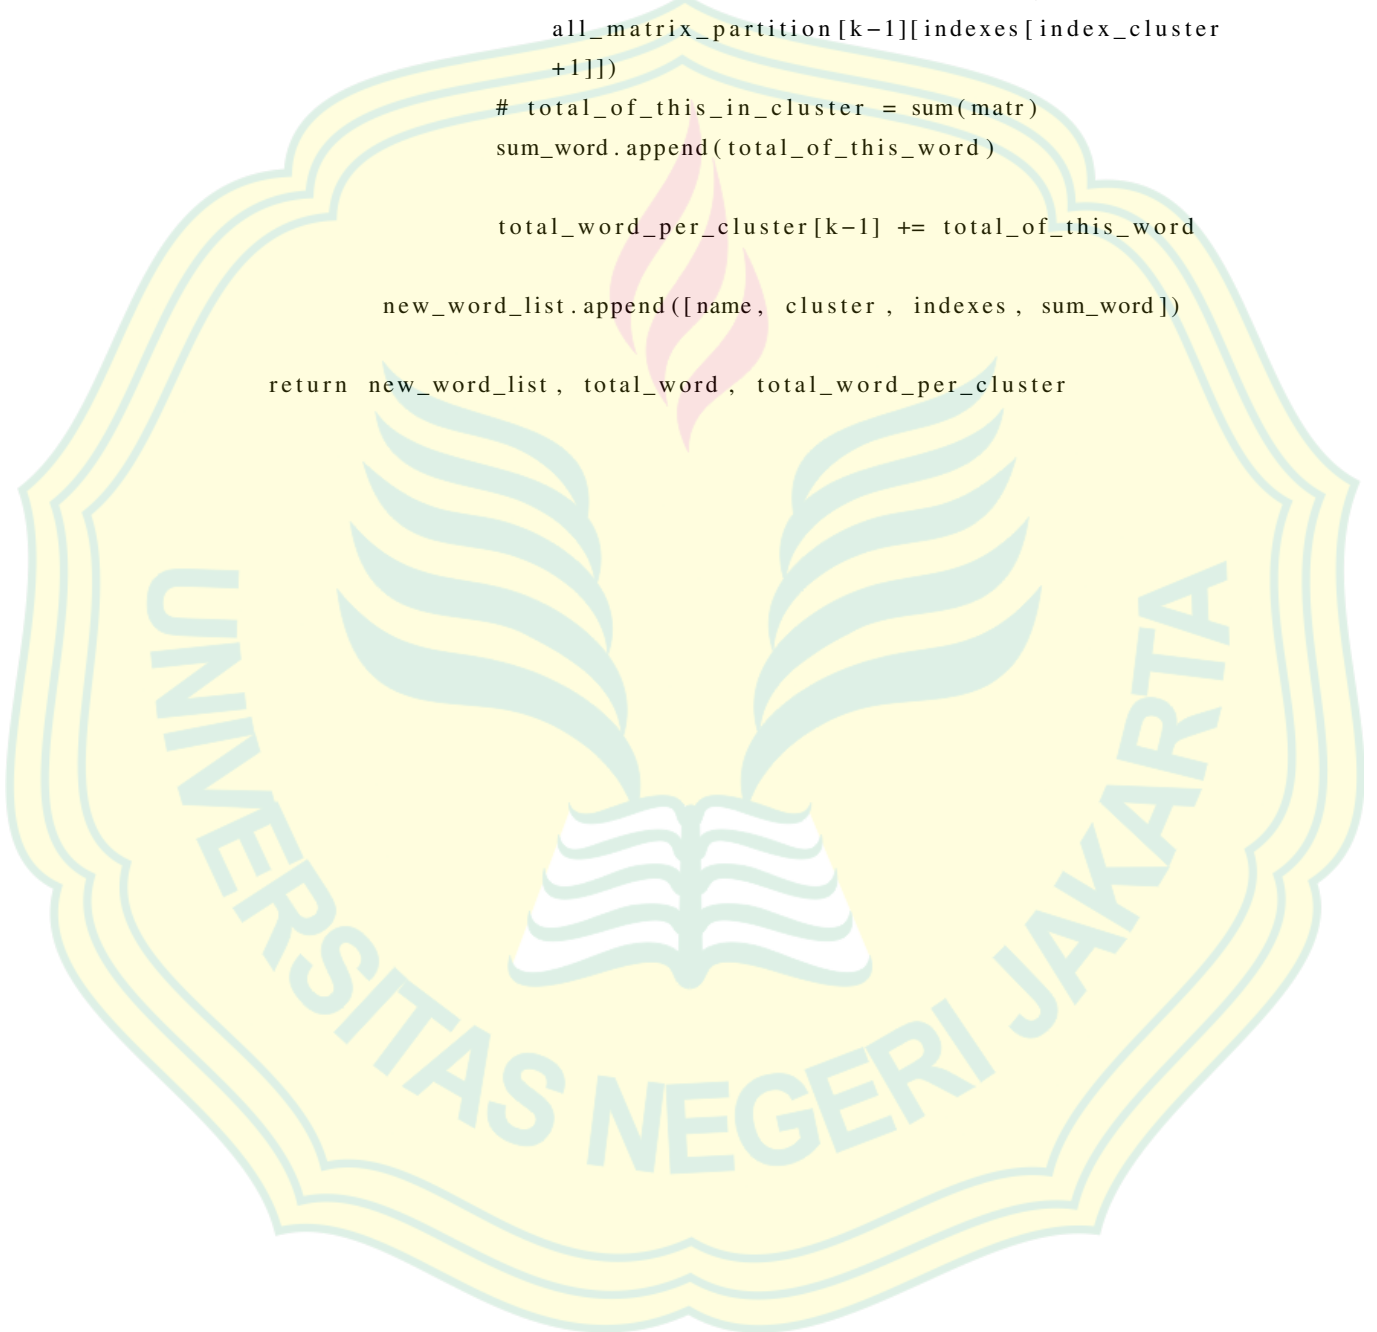 all_matrix_partition[k-1][indexes[index_cluster
+1]])
# total_of_this_in_cluster = sum(matr)
sum_word.append(total_of_this_word)
total_word_per_cluster[k-1] += total_of_this_word
new_word_list.append([name, cluster, indexes, sum_word])
return new_word_list, total_word, total_word_per_cluster
UNIVERSITAS NEGERI JAKARTA